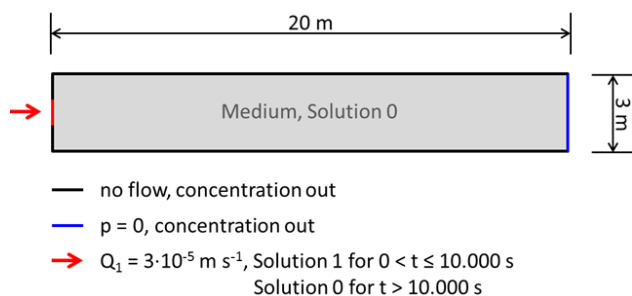 20 m
Medium, Solution 0
3 m
no flow, concentration out
p = 0, concentration out
Q₁ = 3·10⁻⁵ m s⁻¹, Solution 1 for 0 < t ≤ 10.000 s
Solution 0 for t > 10.000 s